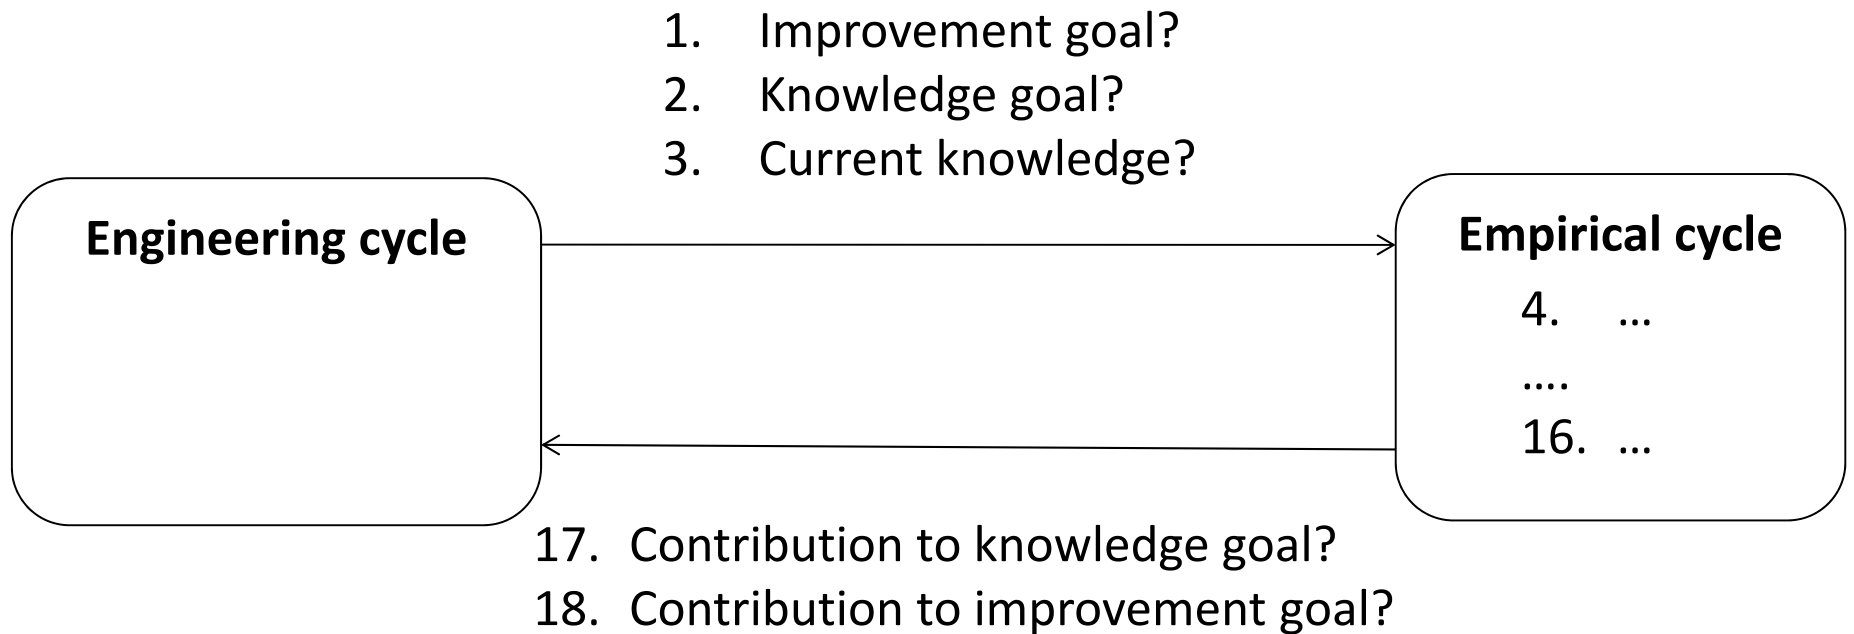 1. Improvement goal?
2. Knowledge goal?
3. Current knowledge?
Engineering cycle
Empirical cycle
4. ...
....
16. ...
17. Contribution to knowledge goal?
18. Contribution to improvement goal?